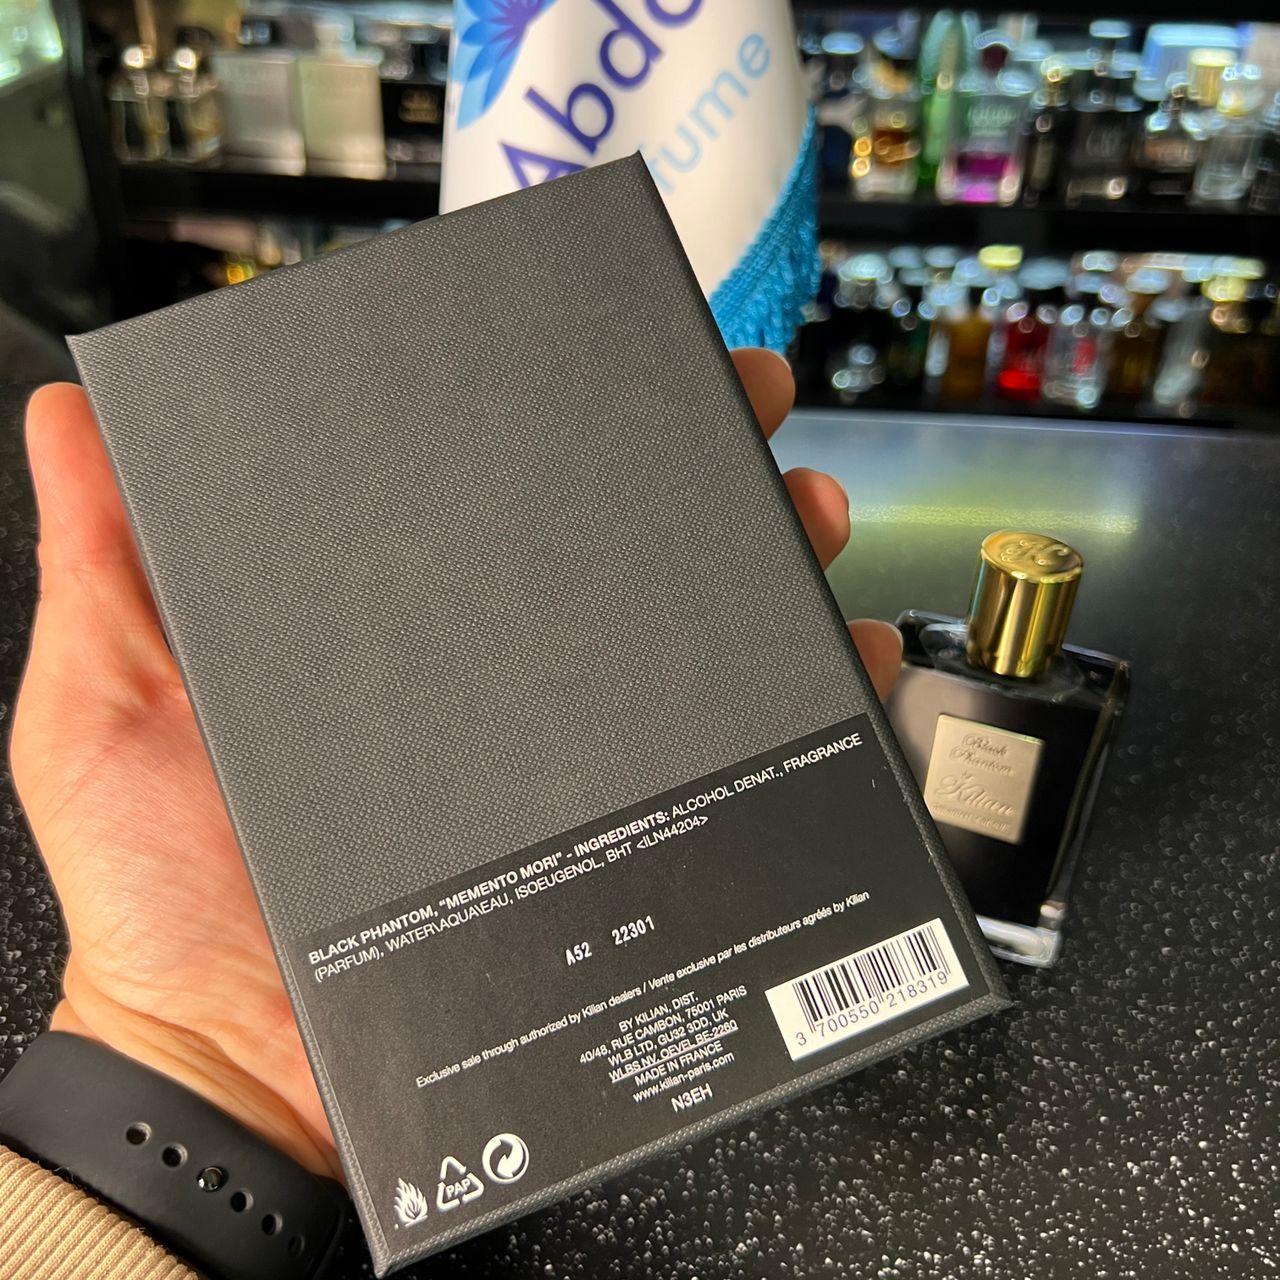 Abdo
fume
BLACK PHANTOM, "MEMENTO MORI" - INGREDIENTS: ALCOHOL DENAT., FRAGRANCE
(PARFUM), WATER\AQUA\EAU, ISOEUGENOL, BHT <ILN44204>
A52 22301
Exclusive sale through authorized by Kilian dealers / Vente exclusive par les distributeurs agréés by Kilian
BY KILIAN, DIST.
40/48, RUE CAMBON, 75001 PARIS
WLB LTD, GU32 3DD, UK
WLBS NV, OEVEL BE-2260
MADE IN FRANCE
www.kilian-paris.com
N3EH
3 700550 218319
PAP
Black
Phantom
by
Kilian